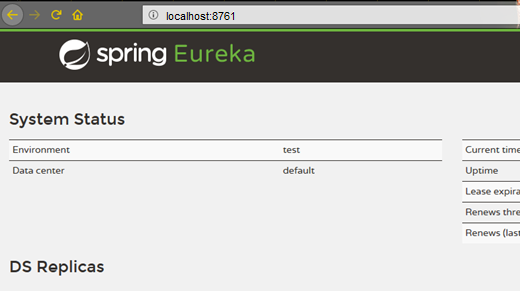 localhost:8761
spring Eureka
System Status
Environment test
Data center default
Current time
Uptime
Lease expira
Renews thre
Renews (last
DS Replicas